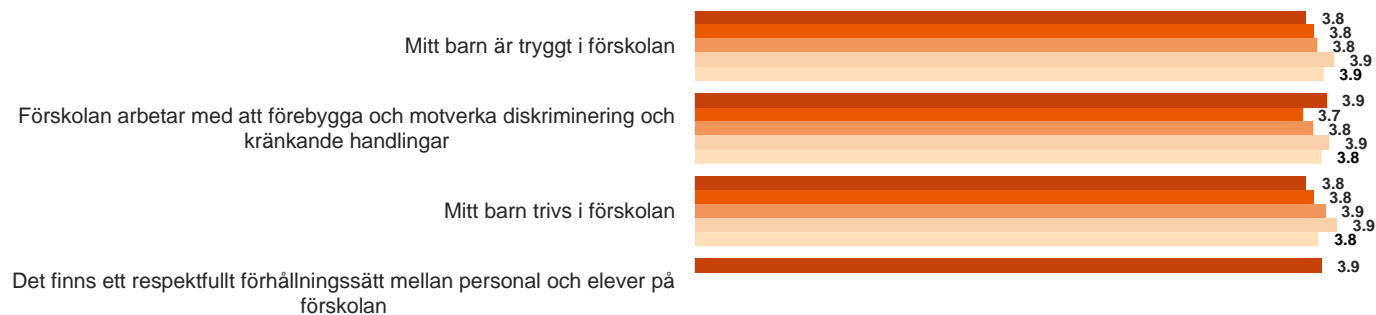 3.8
3.8
Mitt barn är tryggt i förskolan
3.8
3.9
3.9
3.9
Förskolan arbetar med att förebygga och motverka diskriminering och
kränkande handlingar
3.7
3.8
3.9
3.8
3.8
3.8
Mitt barn trivs i förskolan
3.9
3.9
3.8
Det finns ett respektfullt förhållningssätt mellan personal och elever på
förskolan
3.9